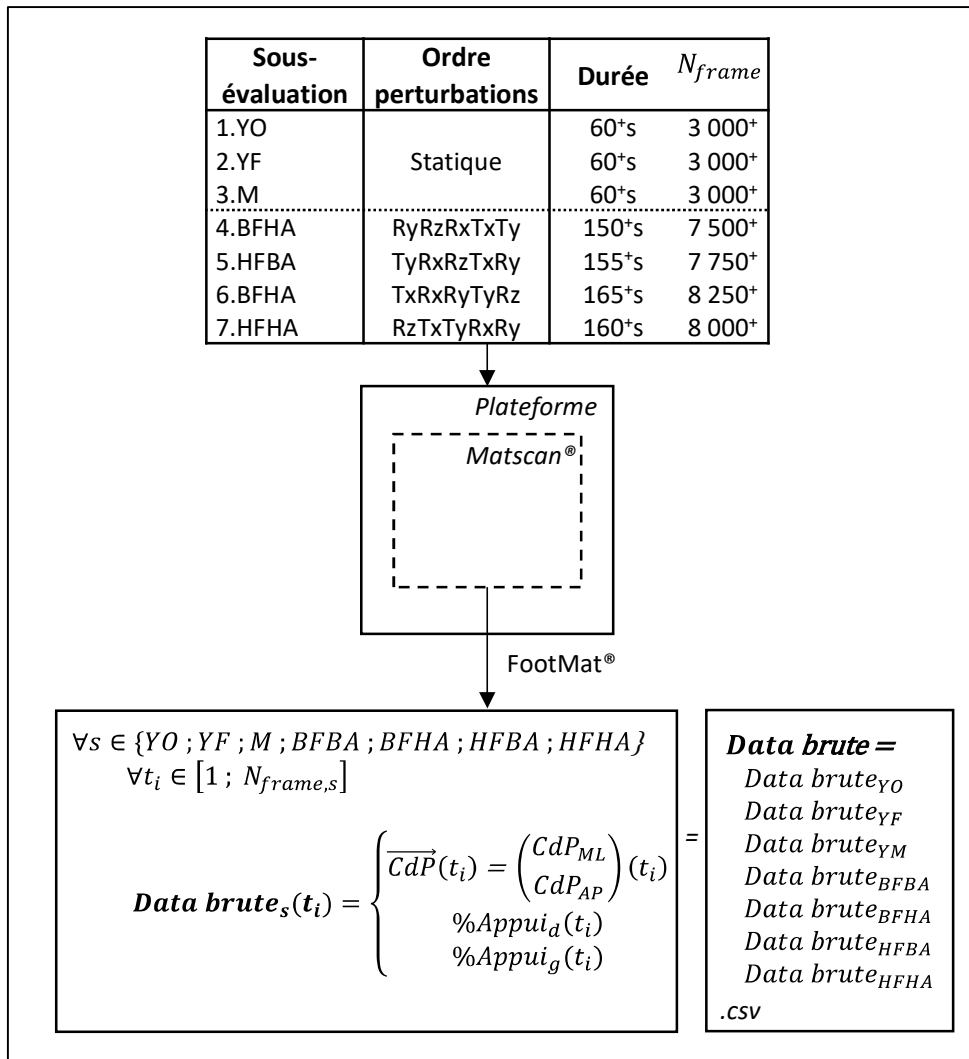 Sous-évaluation Ordre perturbations Durée N_frame
1.YO 60⁺s 3 000⁺
2.YF Statique 60⁺s 3 000⁺
3.M 60⁺s 3 000⁺
4.BFHA RyRzRxTxTy 150⁺s 7 500⁺
5.HFBA TyRxRzTxRy 155⁺s 7 750⁺
6.BFHA TxRxRyTyRz 165⁺s 8 250⁺
7.HFHA RzTxTyRxRy 160⁺s 8 000⁺
Plateforme
Matscan®
FootMat®
∀s ∈ {YO ; YF ; M ; BFBA ; BFHA ; HFBA ; HFHA}
∀t_i ∈ [1 ; N_frame,s]
Data brute_s(t_i) = { \overrightarrow{CdP}(t_i) = (CdP_ML CdP_AP) (t_i)
%Appui_d(t_i)
%Appui_g(t_i)
=
Data brute =
Data brute_YO
Data brute_YF
Data brute_YM
Data brute_BFBA
Data brute_BFHA
Data brute_HFBA
Data brute_HFHA
.csv